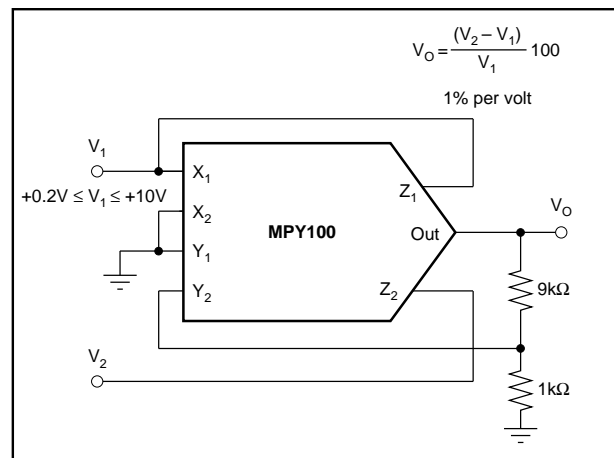 V_O = (V_2 – V_1) / V_1 100
1% per volt
V_1
+0.2V ≤ V_1 ≤ +10V
X_1
X_2
Y_1
Y_2
MPY100
Z_1
Out
Z_2
V_O
9kΩ
V_2
1kΩ